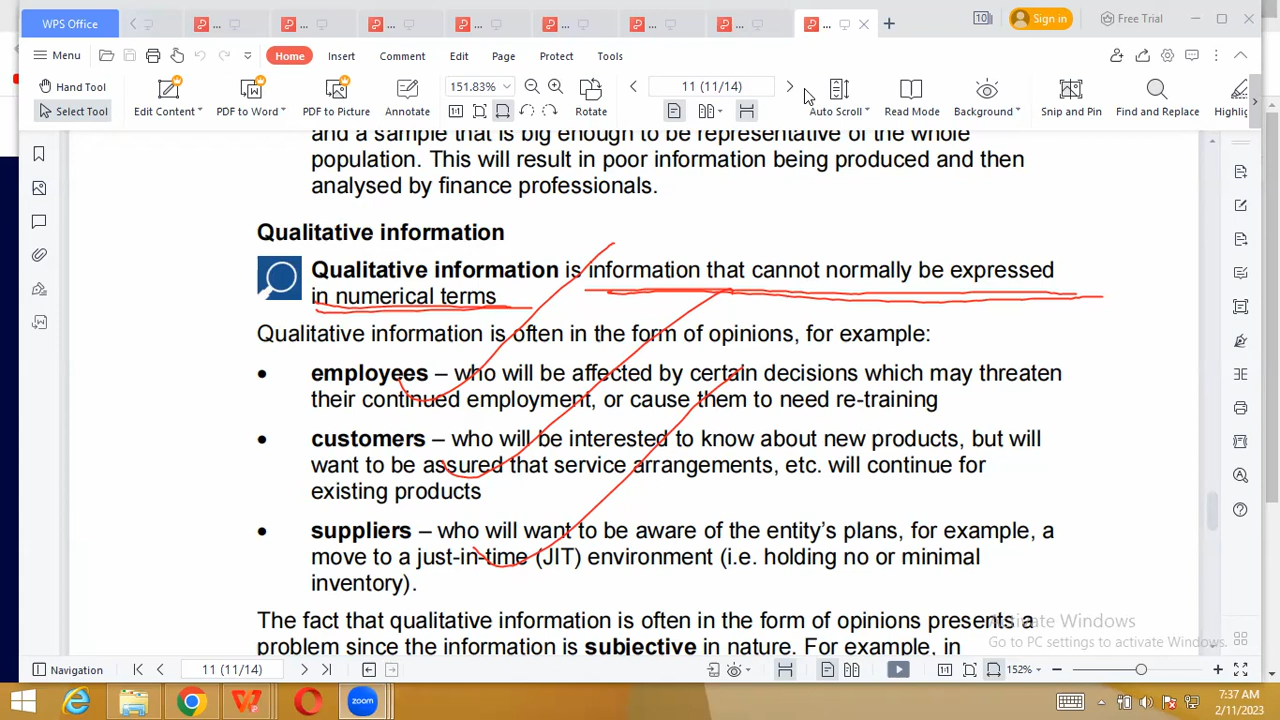 WPS Office ... ... ... ... ... ... ... ... 10 Sign in Free Trial
Menu Home Insert Comment Edit Page Protect Tools
Hand Tool 151.83% 11 (11/14)
Select Tool Edit Content PDF to Word PDF to Picture Annotate Rotate Auto Scroll Read Mode Background Snip and Pin Find and Replace Highlig
and a sample that is big enough to be representative of the whole
population. This will result in poor information being produced and then
analysed by finance professionals.
Qualitative information
Qualitative information is information that cannot normally be expressed
in numerical terms
Qualitative information is often in the form of opinions, for example:
• employees – who will be affected by certain decisions which may threaten
their continued employment, or cause them to need re-training
• customers – who will be interested to know about new products, but will
want to be assured that service arrangements, etc. will continue for
existing products
• suppliers – who will want to be aware of the entity's plans, for example, a
move to a just-in-time (JIT) environment (i.e. holding no or minimal
inventory).
The fact that qualitative information is often in the form of opinions presents a
problem since the information is subjective in nature. For example, in
Activate Windows
Go to PC settings to activate Windows.
Navigation 11 (11/14) 152%
zoom 7:37 AM
2/11/2023